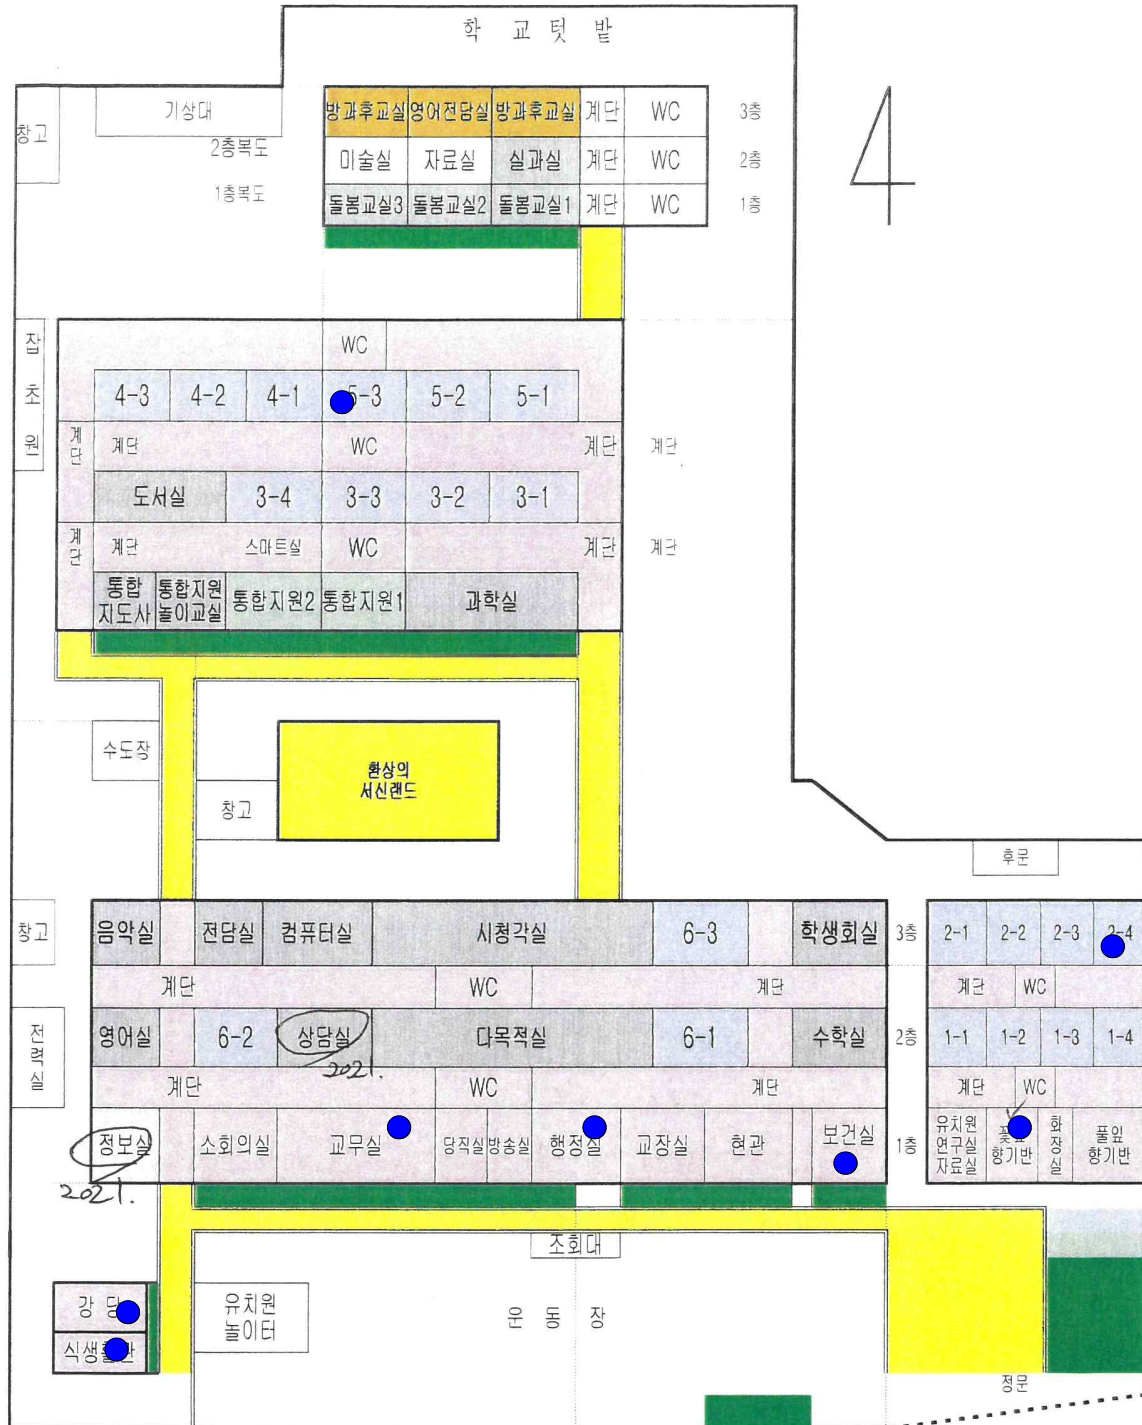 학 교 텃 밭
기상대
창고
방과후교실 영어전담실 방과후교실 계단 WC 3층
2층복도
미술실 자료실 실과실 계단 WC 2층
1층복도
돌봄교실3 돌봄교실2 돌봄교실1 계단 WC 1층
잡
초
원
WC
4-3 4-2 4-1 5-3 5-2 5-1
계단 계단 WC 계단 계단
도서실 3-4 3-3 3-2 3-1
계단 계단 스마트실 WC 계단 계단
통합
지도사
통합지원
놀이교실
통합지원2 통합지원1 과학실
수도장
환상의
서신랜드
창고
후문
창고
음악실 전담실 컴퓨터실 시청각실 6-3 학생회실 3층 2-1 2-2 2-3 2-4
계단 WC 계단 계단 WC
전
력
실
영어실 6-2 상담실 다목적실 6-1 수학실 2층 1-1 1-2 1-3 1-4
2021.
계단 WC 계단 계단 WC
정보실 소회의실 교무실 당직실 방송실 행정실 교장실 현관 보건실 1층
유치원
연구실
자료실
꽃잎
향기반
화
장
실
풀잎
향기반
2021.
조회대
강 당
유치원
놀이터
운 동 장
정문